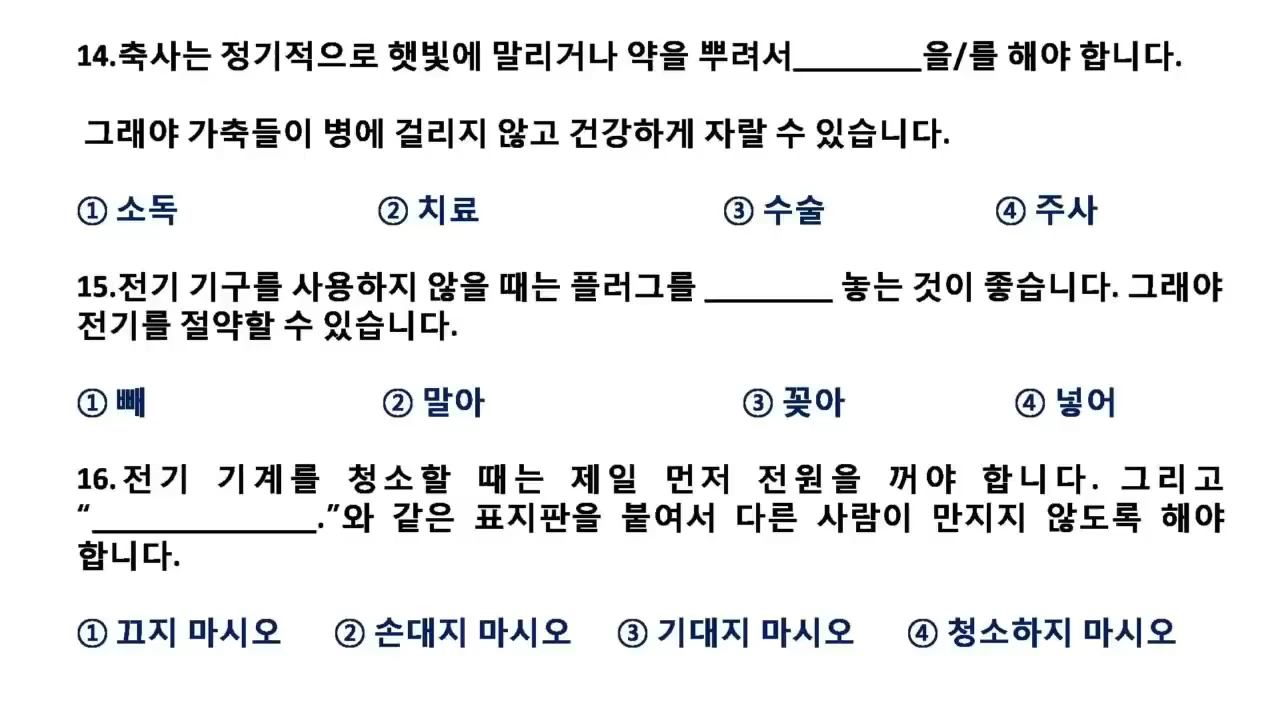 14.축사는 정기적으로 햇빛에 말리거나 약을 뿌려서________을/를 해야 합니다.
그래야 가축들이 병에 걸리지 않고 건강하게 자랄 수 있습니다.
① 소독 ② 치료 ③ 수술 ④ 주사
15.전기 기구를 사용하지 않을 때는 플러그를 ________ 놓는 것이 좋습니다. 그래야
전기를 절약할 수 있습니다.
① 빼 ② 말아 ③ 꽂아 ④ 넣어
16.전기 기계를 청소할 때는 제일 먼저 전원을 꺼야 합니다. 그리고
“______________.”와 같은 표지판을 붙여서 다른 사람이 만지지 않도록 해야
합니다.
① 끄지 마시오 ② 손대지 마시오 ③ 기대지 마시오 ④ 청소하지 마시오